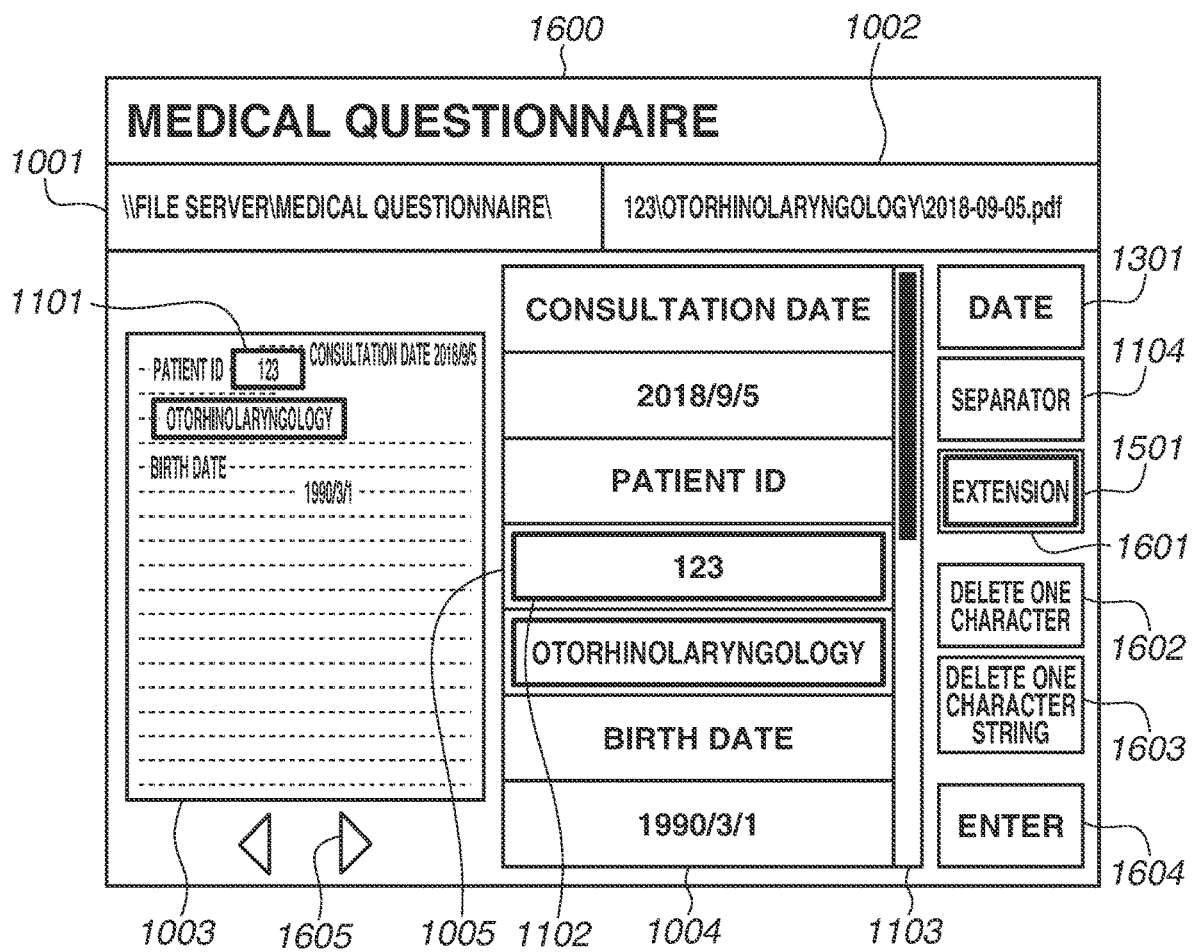 1600
1002
MEDICAL QUESTIONNAIRE
1001
\\FILE SERVER\MEDICAL QUESTIONNAIRE\
123\OTORHINOLARYNGOLOGY\2018-09-05.pdf
1101
CONSULTATION DATE 2018/9/5
PATIENT ID 123
OTORHINOLARYNGOLOGY
BIRTH DATE
1990/3/1
CONSULTATION DATE
2018/9/5
PATIENT ID
123
OTORHINOLARYNGOLOGY
BIRTH DATE
1990/3/1
DATE
1301
SEPARATOR
1104
EXTENSION
1501
1601
DELETE ONE
CHARACTER
1602
DELETE ONE
CHARACTER
STRING
1603
ENTER
1604
1003
1605
1005
1102
1004
1103